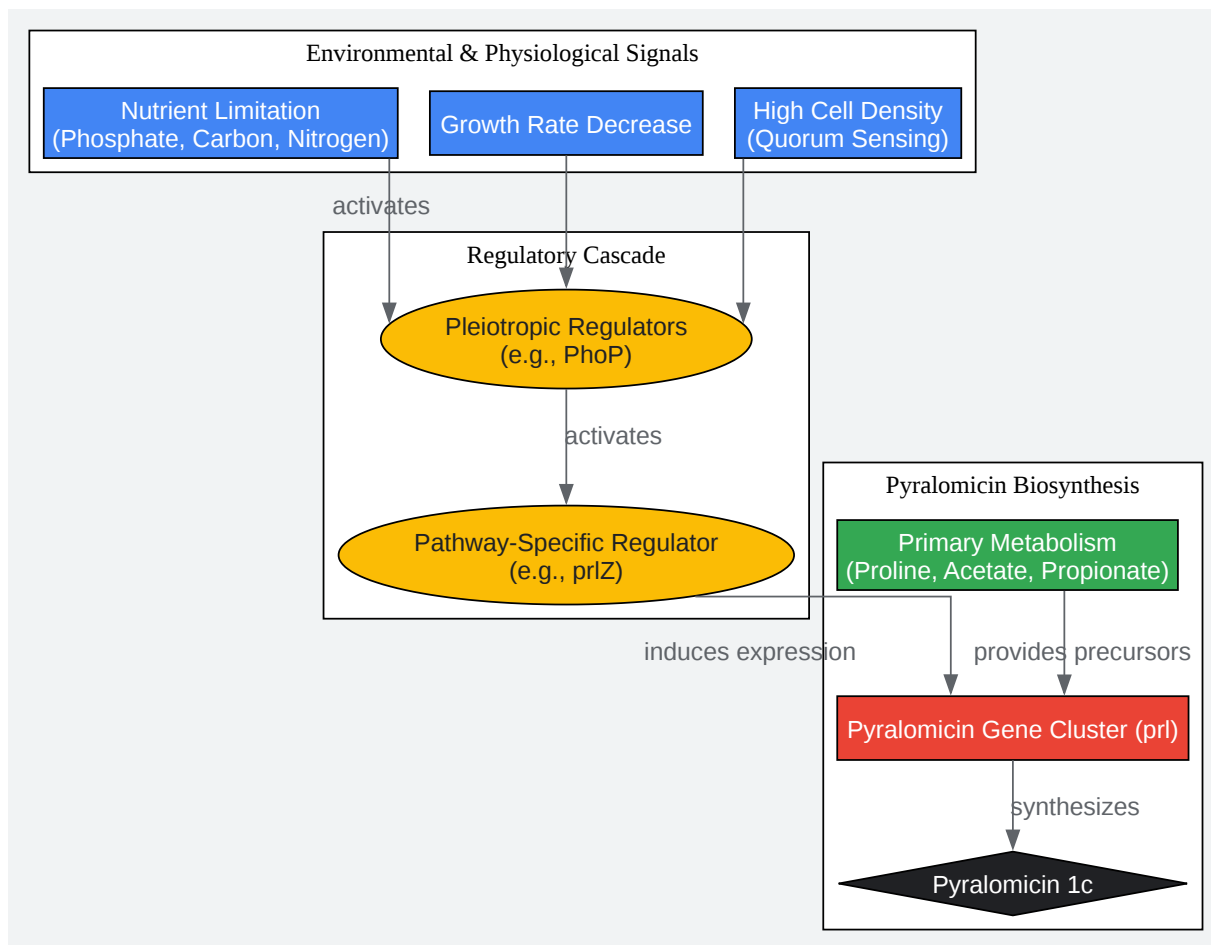 Environmental & Physiological Signals
Nutrient Limitation
(Phosphate, Carbon, Nitrogen)
Growth Rate Decrease
High Cell Density
(Quorum Sensing)
activates
Regulatory Cascade
Pleiotropic Regulators
(e.g., PhoP)
activates
Pathway-Specific Regulator
(e.g., prlZ)
Pyralomicin Biosynthesis
Primary Metabolism
(Proline, Acetate, Propionate)
induces expression
provides precursors
Pyralomicin Gene Cluster (prl)
synthesizes
Pyralomicin 1c